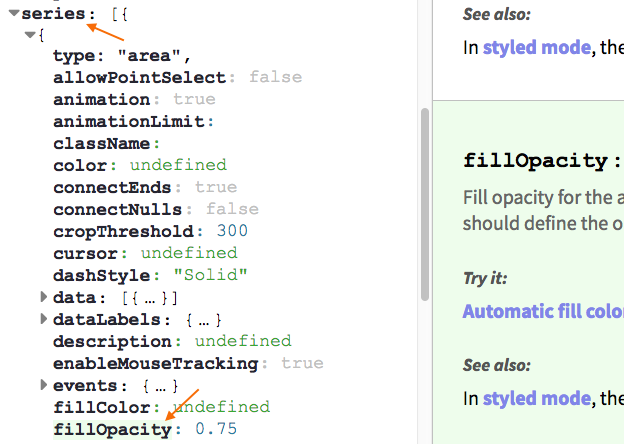 series: [{
{
type: "area",
allowPointSelect: false
animation: true
animationLimit:
className:
color: undefined
connectEnds: true
connectNulls: false
cropThreshold: 300
cursor: undefined
dashStyle: "Solid"
data: [{ … }]
dataLabels: { … }
description: undefined
enableMouseTracking: true
events: { … }
fillColor: undefined
fillOpacity: 0.75
See also:
In styled mode, the
fillOpacity:
Fill opacity for the a
should define the o
Try it:
Automatic fill color
See also:
In styled mode, the